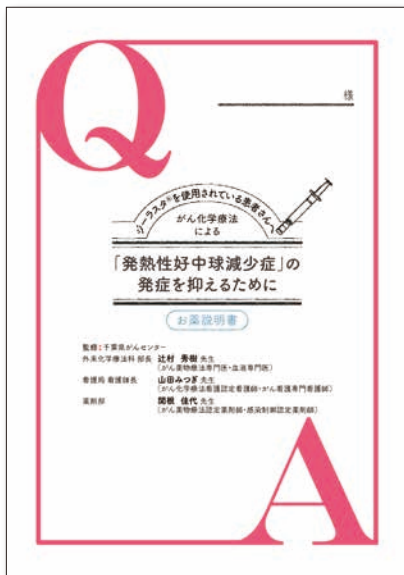 Q
様
ジーラスタ®を使用されている患者さんへ
がん化学療法
による
「発熱性好中球減少症」の
発症を抑えるために
お薬説明書
監修：千葉県がんセンター
外来化学療法科 部長 辻村 秀樹 先生
（がん薬物療法専門医・血液専門医）
看護局 看護師長 山田みつぎ 先生
（がん化学療法看護認定看護師・がん看護専門看護師）
薬剤部 関根 佳代 先生
（がん薬物療法認定薬剤師・感染制御認定薬剤師）
A